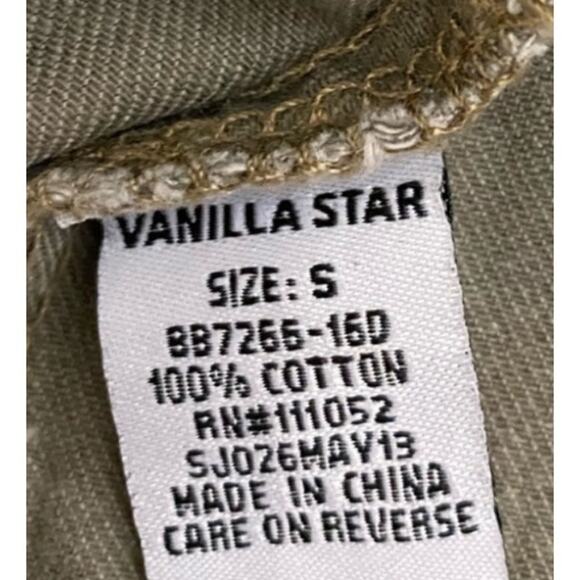 VANILLA STAR
SIZE: S
BB7266-16D
100% COTTON
RN#111052
SJ026MAY13
MADE IN CHINA
CARE ON REVERSE